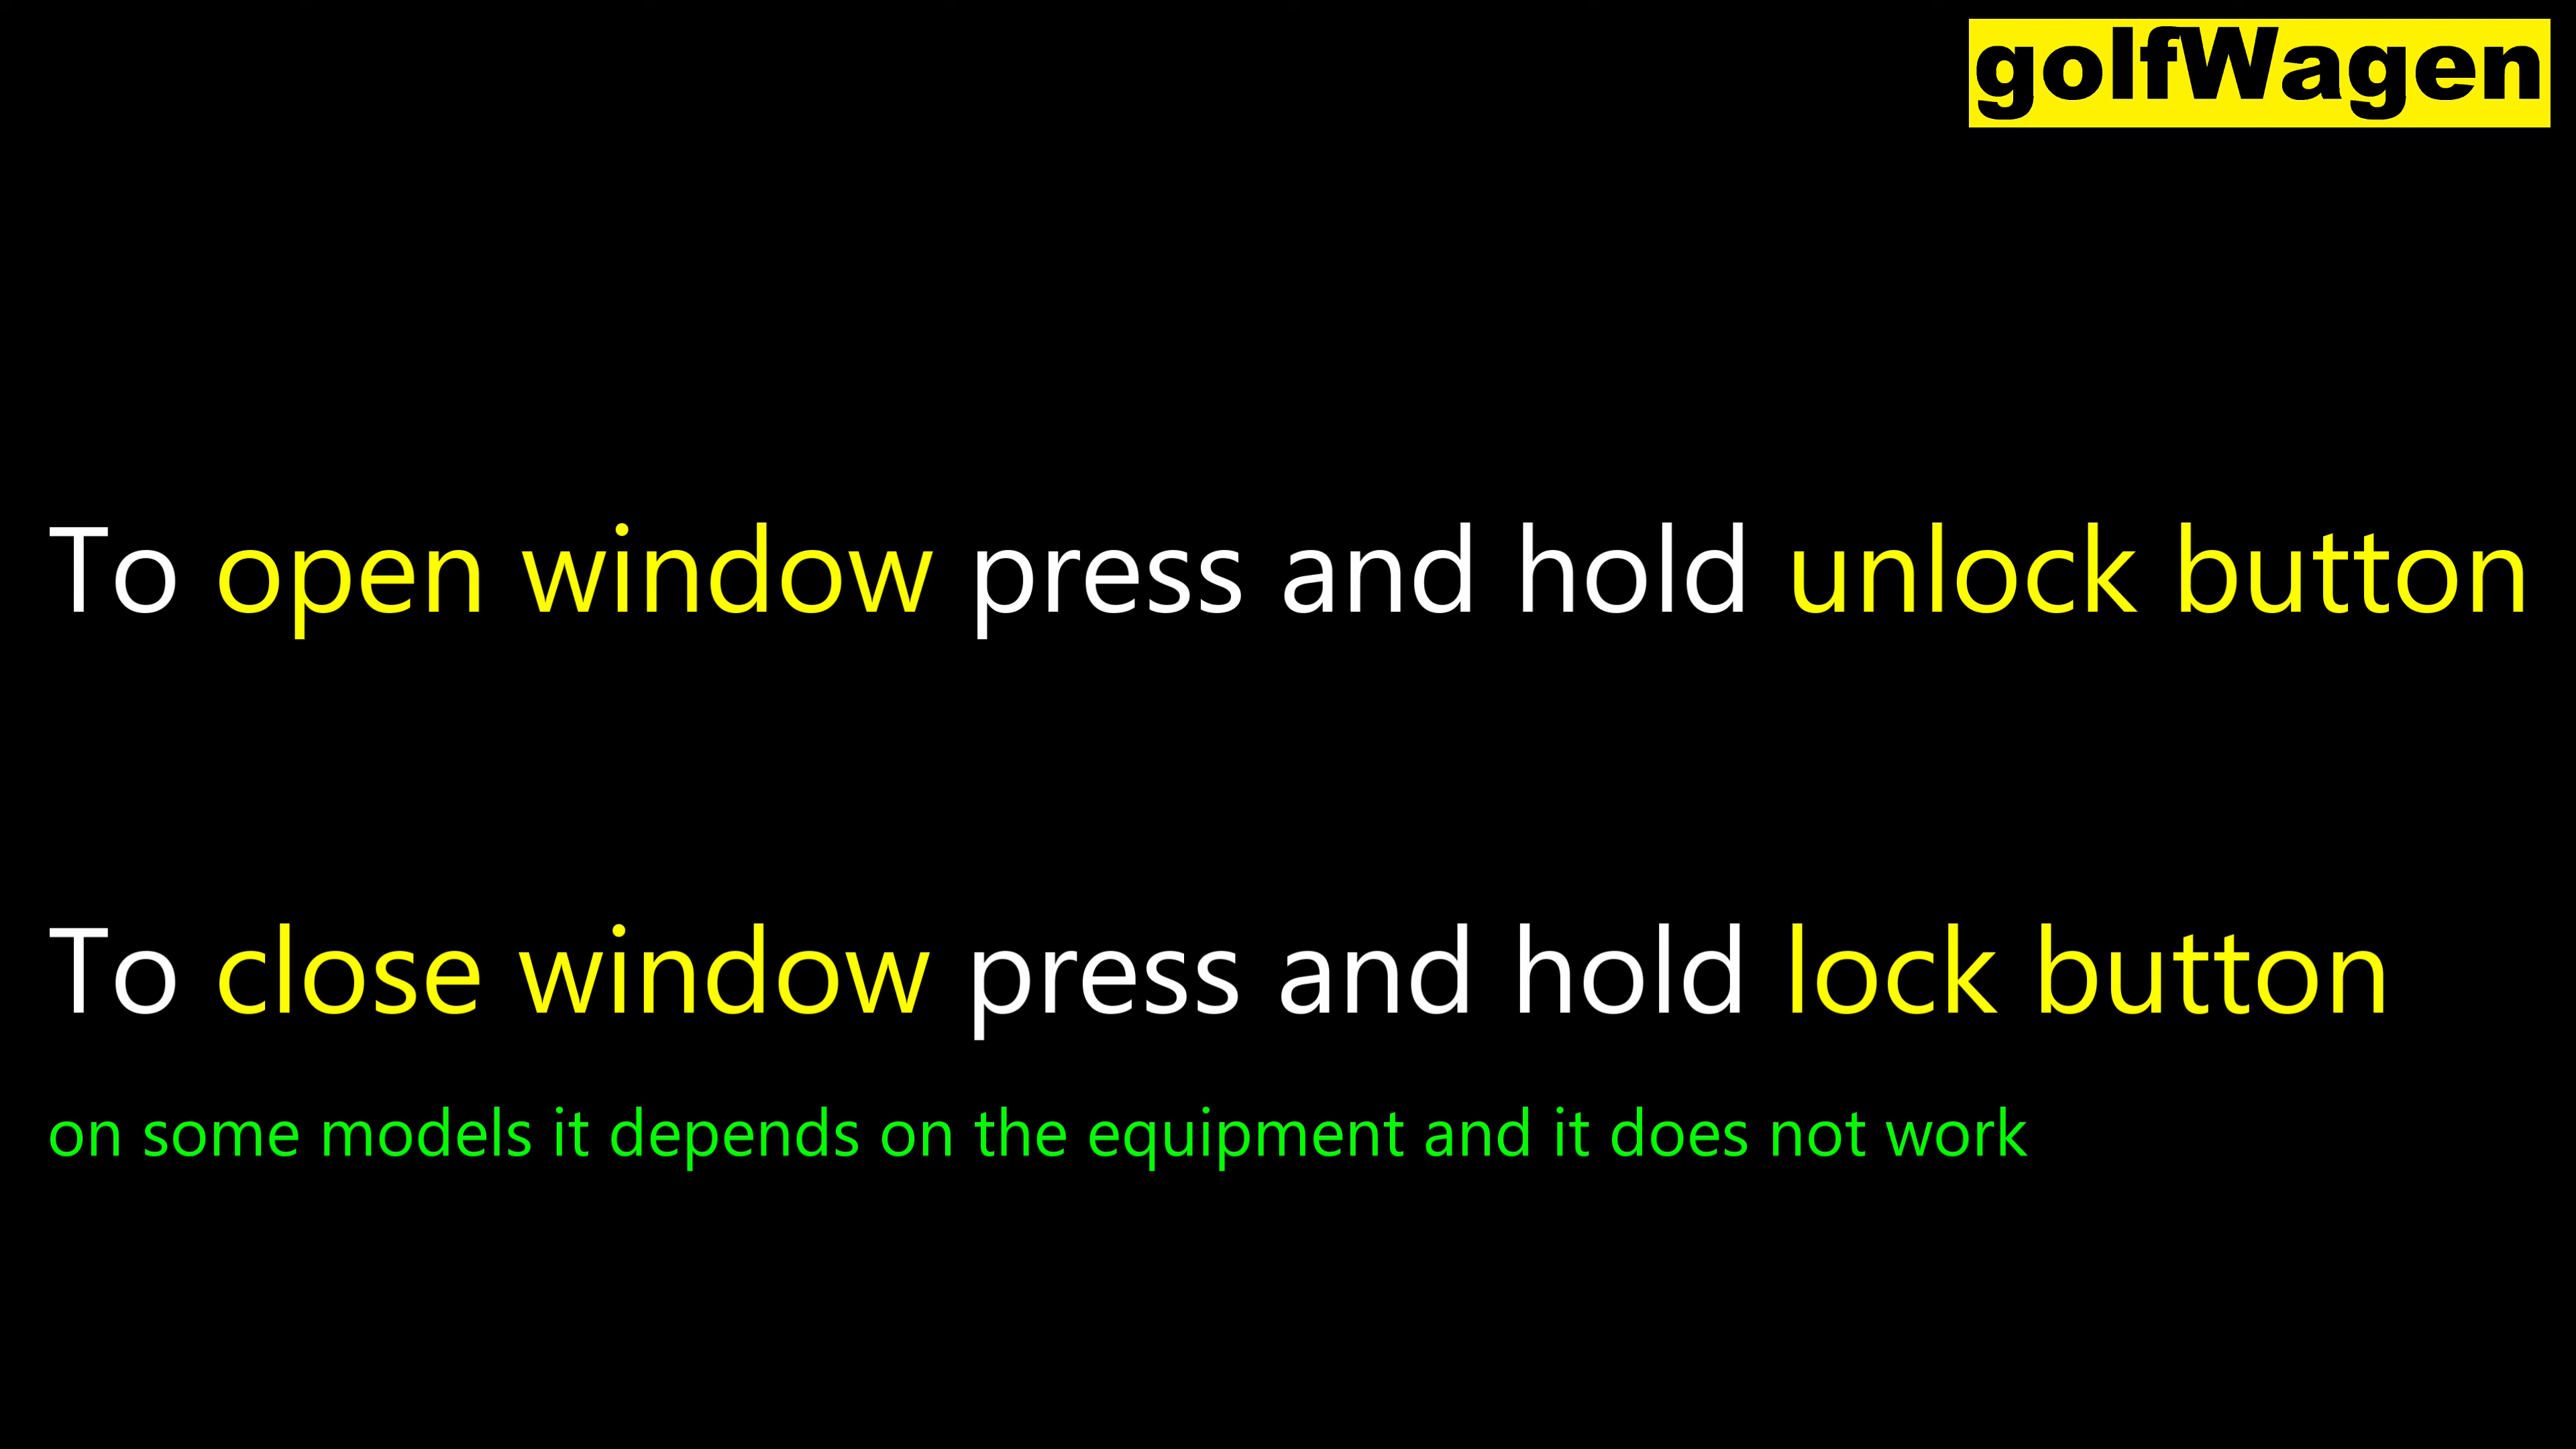 golfWagen
To open window press and hold unlock button
To close window press and hold lock button
on some models it depends on the equipment and it does not work